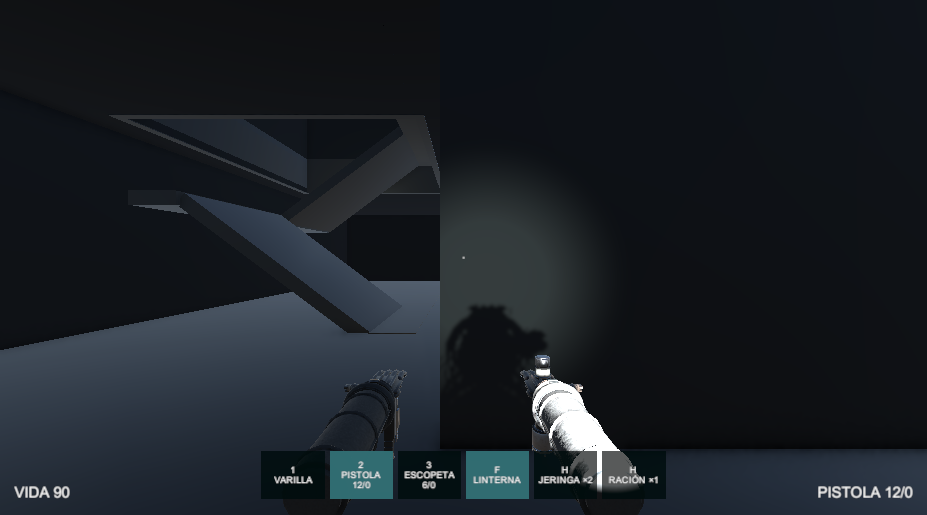 1
VARILLA
2
PISTOLA
12/0
3
ESCOPETA
6/0
F
LINTERNA
H
JERINGA ×2
H
RACIÓN ×1
VIDA 90
PISTOLA 12/0